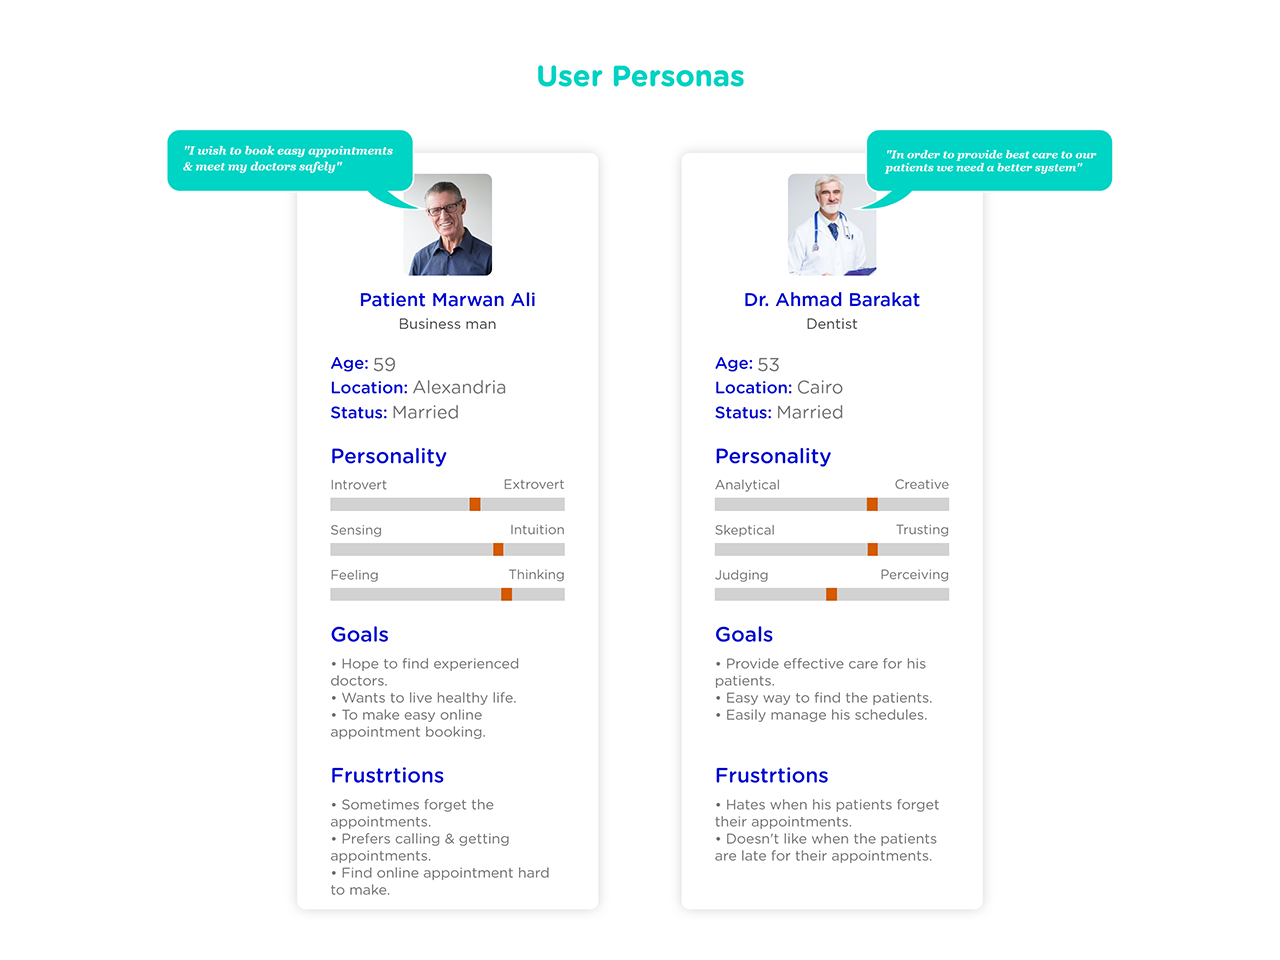 User Personas
"I wish to book easy appointments
& meet my doctors safely"
Patient Marwan Ali
Business man
Age: 59
Location: Alexandria
Status: Married
Personality
Introvert Extrovert
Sensing Intuition
Feeling Thinking
Goals
• Hope to find experienced
doctors.
• Wants to live healthy life.
• To make easy online
appointment booking.
Frustrtions
• Sometimes forget the
appointments.
• Prefers calling & getting
appointments.
• Find online appointment hard
to make.
"In order to provide best care to our
patients we need a better system"
Dr. Ahmad Barakat
Dentist
Age: 53
Location: Cairo
Status: Married
Personality
Analytical Creative
Skeptical Trusting
Judging Perceiving
Goals
• Provide effective care for his
patients.
• Easy way to find the patients.
• Easily manage his schedules.
Frustrtions
• Hates when his patients forget
their appointments.
• Doesn't like when the patients
are late for their appointments.